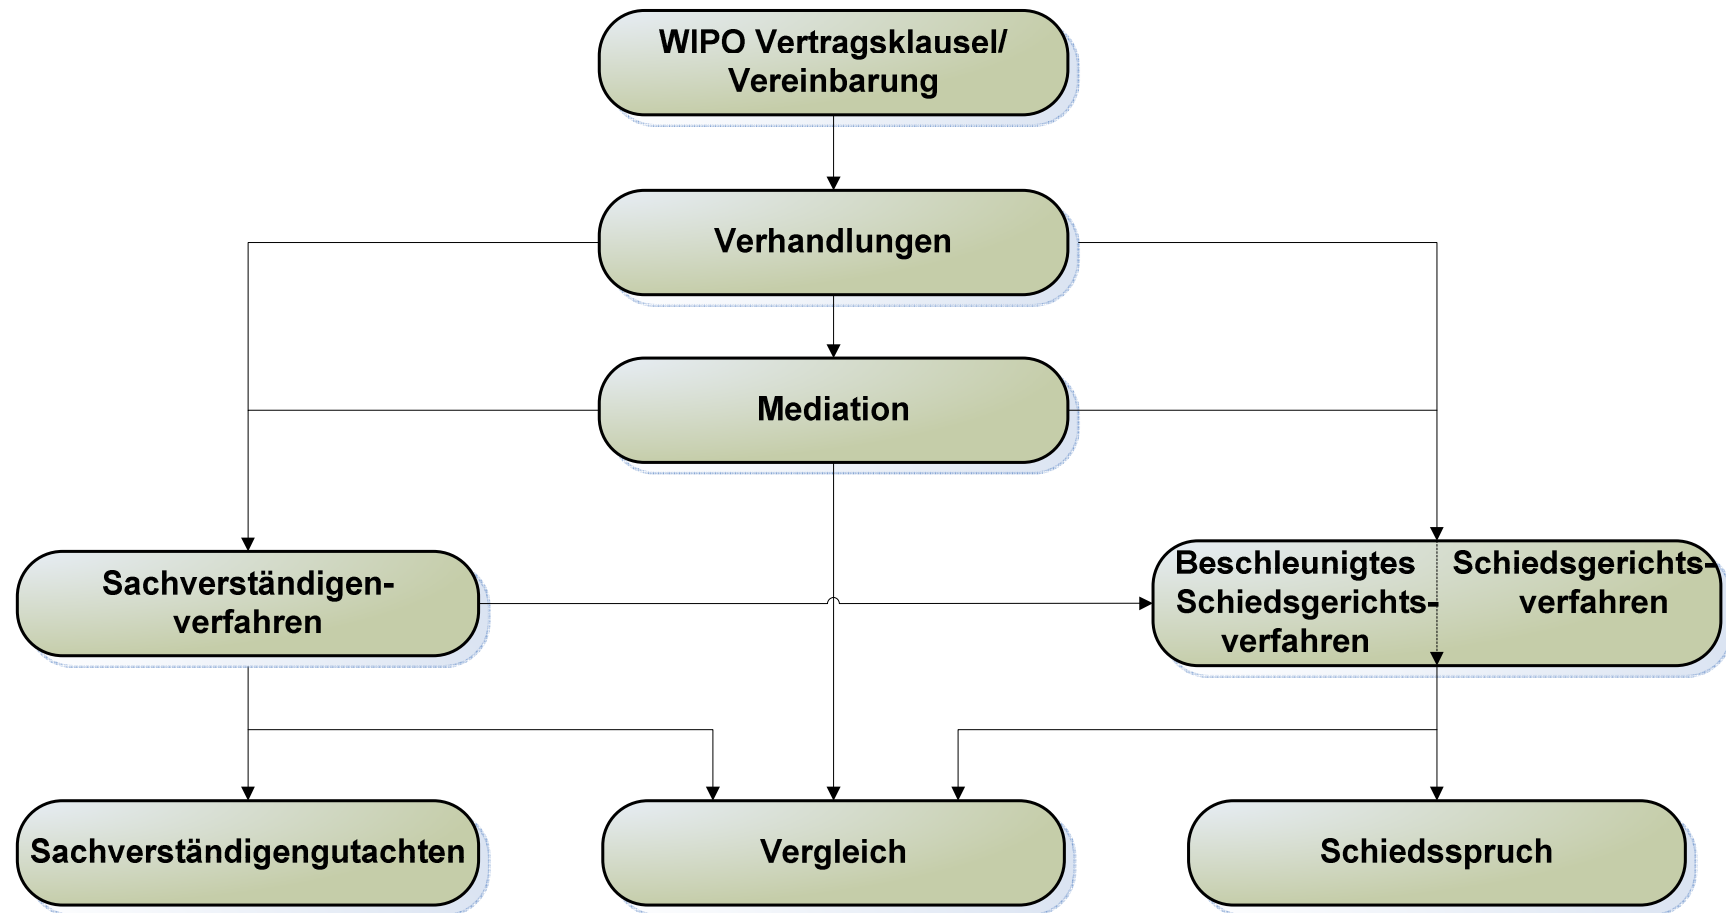 WIPO Vertragsklausel/
Vereinbarung
Verhandlungen
Mediation
Sachverständigen-
verfahren
Beschleunigtes
Schiedsgerichts-
verfahren
Schiedsgerichts-
verfahren
Sachverständigengutachten
Vergleich
Schiedsspruch